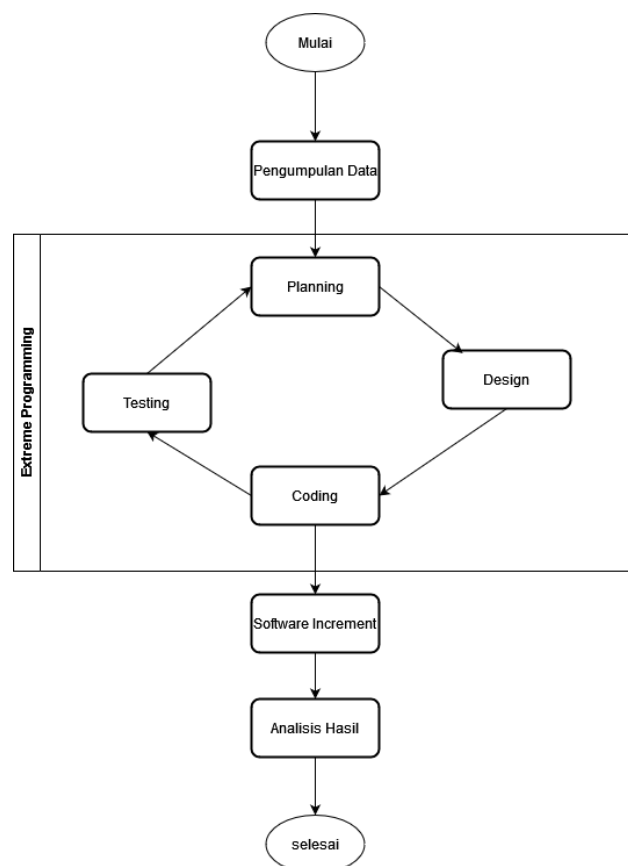 Mulai
Pengumpulan Data
Extreme Programming
Planning
Design
Testing
Coding
Software Increment
Analisis Hasil
selesai